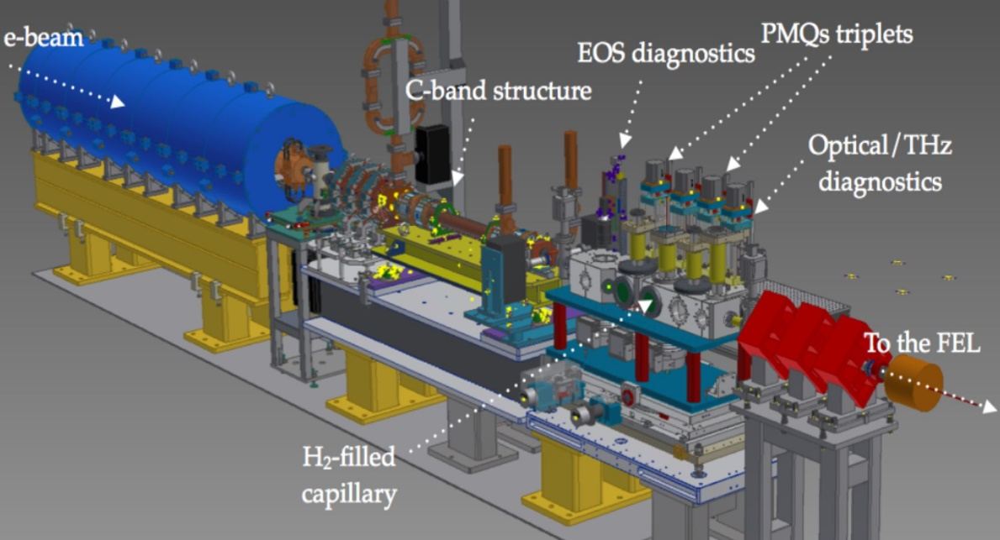 e-beam
C-band structure
EOS diagnostics
PMQs triplets
Optical/THz
diagnostics
To the FEL
H₂-filled
capillary